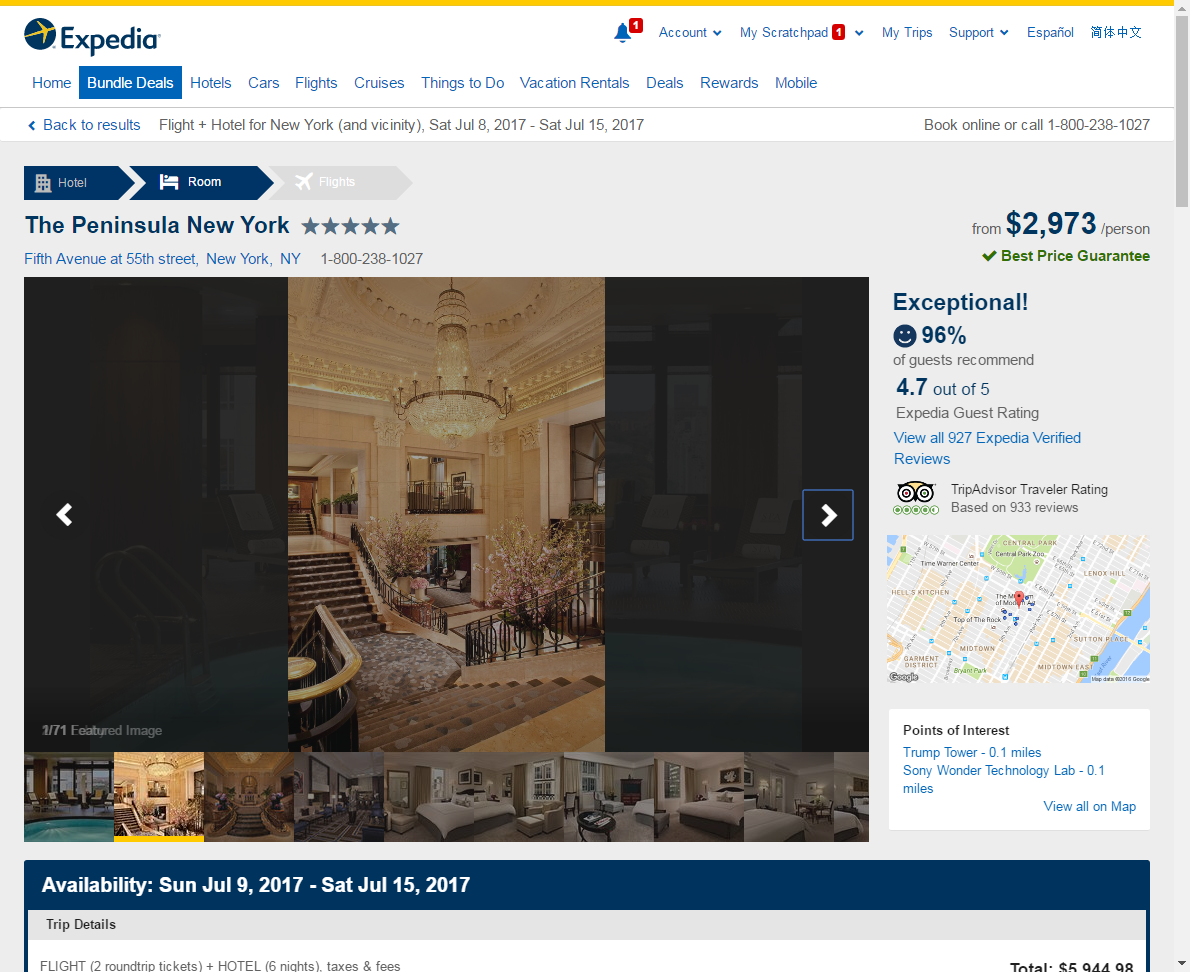 Expedia
1
Account
My Scratchpad 1
My Trips
Support
Español
简体中文
Home
Bundle Deals
Hotels
Cars
Flights
Cruises
Things to Do
Vacation Rentals
Deals
Rewards
Mobile
Back to results
Flight + Hotel for New York (and vicinity), Sat Jul 8, 2017 - Sat Jul 15, 2017
Book online or call 1-800-238-1027
Hotel
Room
Flights
The Peninsula New York
from $2,973 /person
Fifth Avenue at 55th street, New York, NY 1-800-238-1027
Best Price Guarantee
Exceptional!
96%
of guests recommend
4.7 out of 5
Expedia Guest Rating
View all 927 Expedia Verified
Reviews
TripAdvisor Traveler Rating
Based on 933 reviews
CENTRAL PARK
Central Park Zoo
Time Warner Center
LENOX HILL
HELL'S KITCHEN
Top of The Rock
SUTTON PLACE
MIDTOWN
GARMENT
DISTRICT
Bryant Park
MIDTOWN EAST
Google
Map data ©2016 Google
/71 Featured Image
Points of Interest
Trump Tower - 0.1 miles
Sony Wonder Technology Lab - 0.1
miles
View all on Map
Availability: Sun Jul 9, 2017 - Sat Jul 15, 2017
Trip Details
FLIGHT (2 roundtrip tickets) + HOTEL (6 nights), taxes & fees
Total: $5,944.98